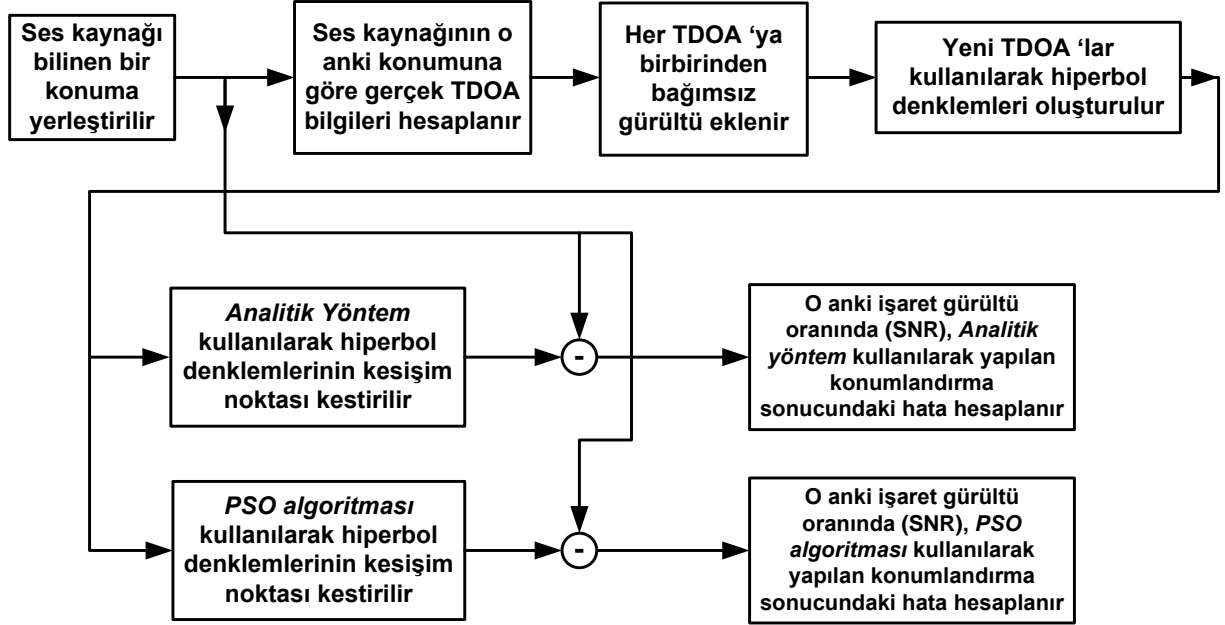 Ses kaynağı
bilinen bir
konuma
yerleştirilir
Ses kaynağının o
anki konumuna
göre gerçek TDOA
bilgileri hesaplanır
Her TDOA ‘ya
birbirinden
bağımsız
gürültü eklenir
Yeni TDOA ‘lar
kullanılarak hiperbol
denklemleri oluşturulur
Analitik Yöntem
kullanılarak hiperbol
denklemlerinin kesişim
noktası kestirilir
-
O anki işaret gürültü
oranında (SNR), Analitik
yöntem kullanılarak yapılan
konumlandırma
sonucundaki hata hesaplanır
PSO algoritması
kullanılarak hiperbol
denklemlerinin kesişim
noktası kestirilir
-
O anki işaret gürültü
oranında (SNR), PSO
algoritması kullanılarak
yapılan konumlandırma
sonucundaki hata hesaplanır